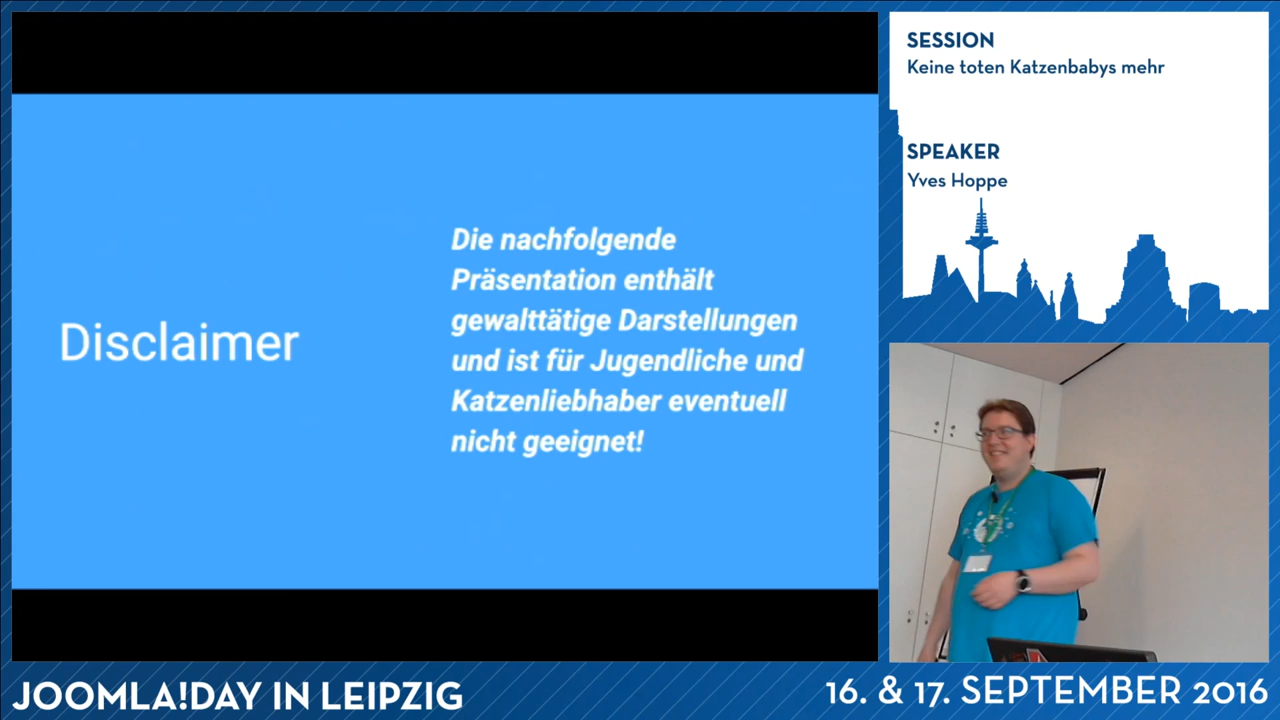 Disclaimer
Die nachfolgende
Präsentation enthält
gewalttätige Darstellungen
und ist für Jugendliche und
Katzenliebhaber eventuell
nicht geeignet!
SESSION
Keine toten Katzenbabys mehr
SPEAKER
Yves Hoppe
JOOMLA!DAY IN LEIPZIG
16. & 17. SEPTEMBER 2016